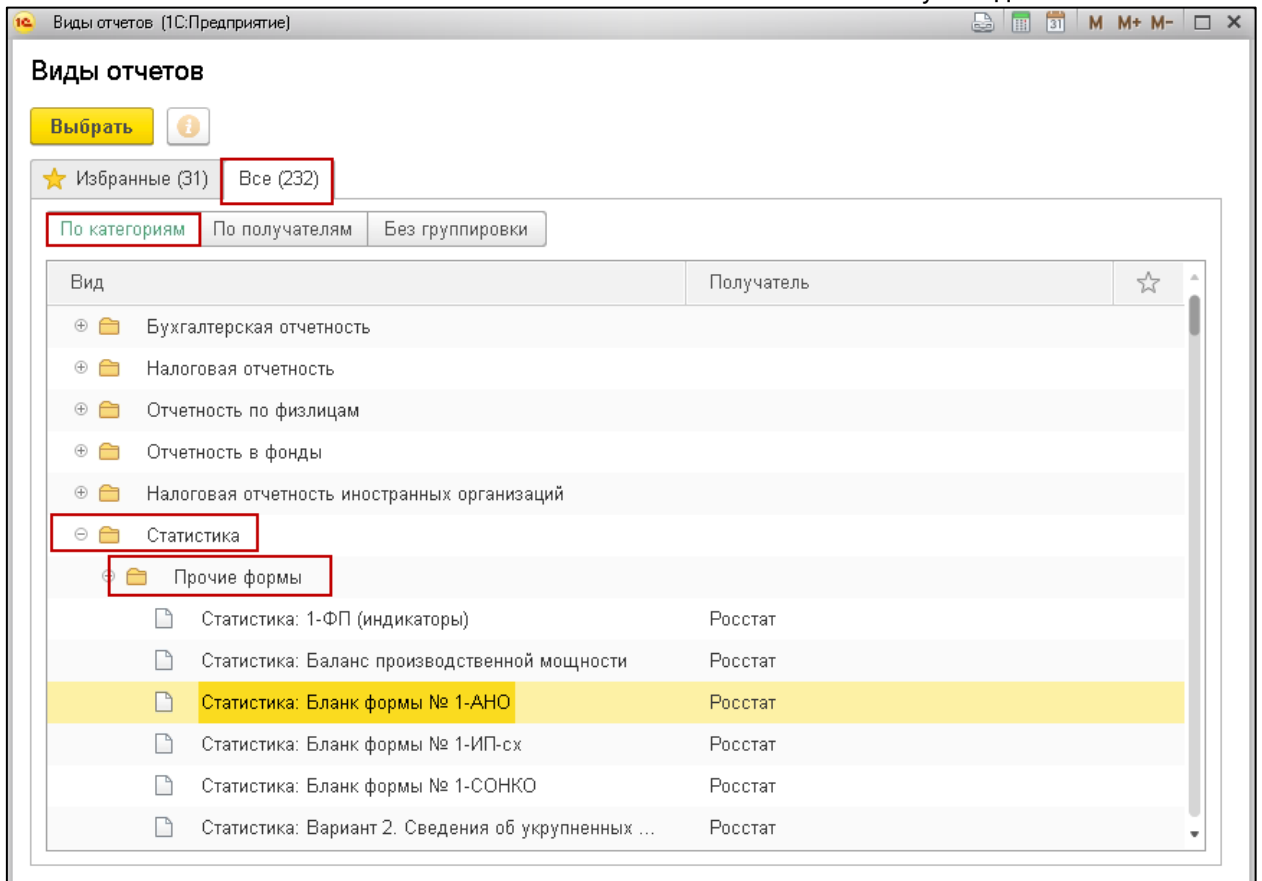 1С Виды отчетов (1С:Предприятие) 31 M M+ M-
Виды отчетов
Выбрать
Избранные (31) Все (232)
По категориям По получателям Без группировки
Вид Получатель
Бухгалтерская отчетность
Налоговая отчетность
Отчетность по физлицам
Отчетность в фонды
Налоговая отчетность иностранных организаций
Статистика
Прочие формы
Статистика: 1-ФП (индикаторы) Росстат
Статистика: Баланс производственной мощности Росстат
Статистика: Бланк формы № 1-АНО Росстат
Статистика: Бланк формы № 1-ИП-сх Росстат
Статистика: Бланк формы № 1-СОНКО Росстат
Статистика: Вариант 2. Сведения об укрупненных ... Росстат